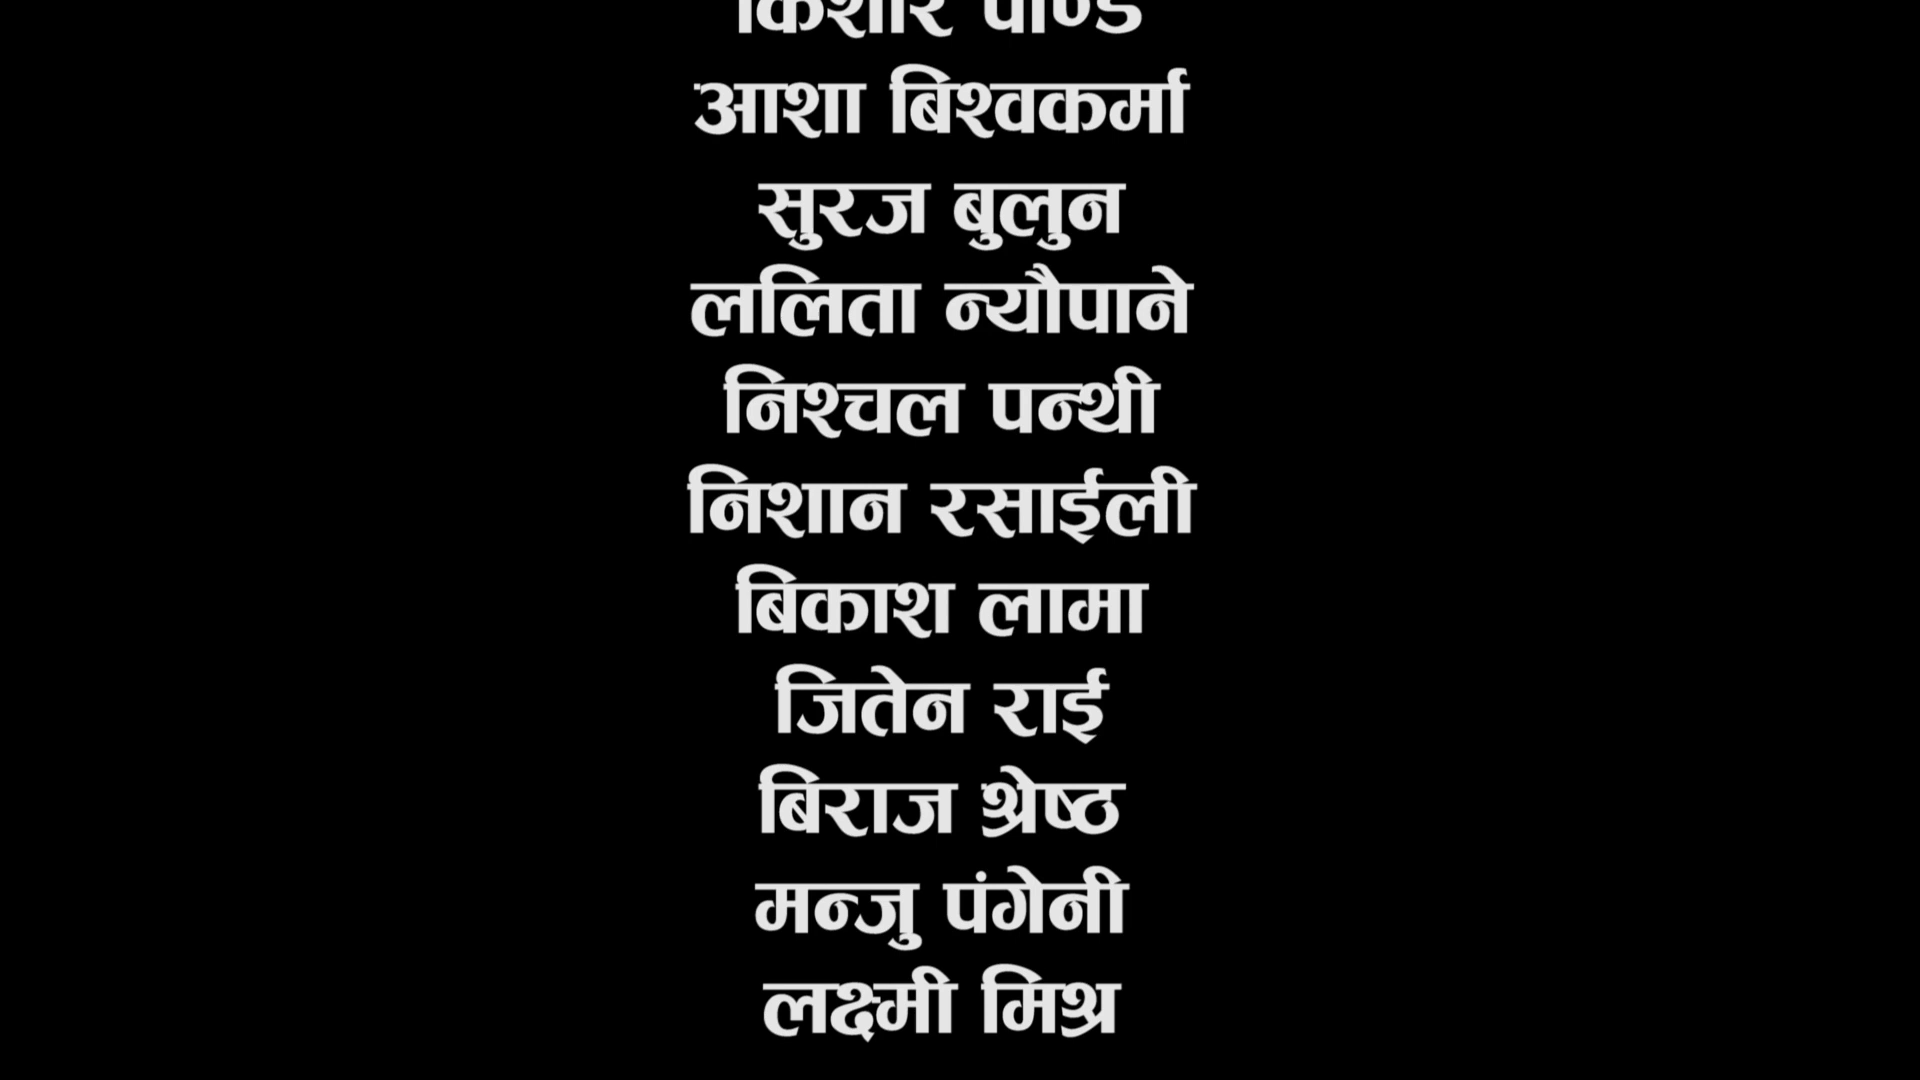 आशा बिश्वकर्मा
सुरज बुलुन
ललिता न्यौपाने
निश्चल पन्थी
निशान रसाईली
बिकाश लामा
जितेन राई
बिराज श्रेष्ठ
मन्जु पंगेनी
लक्ष्मी मिश्र